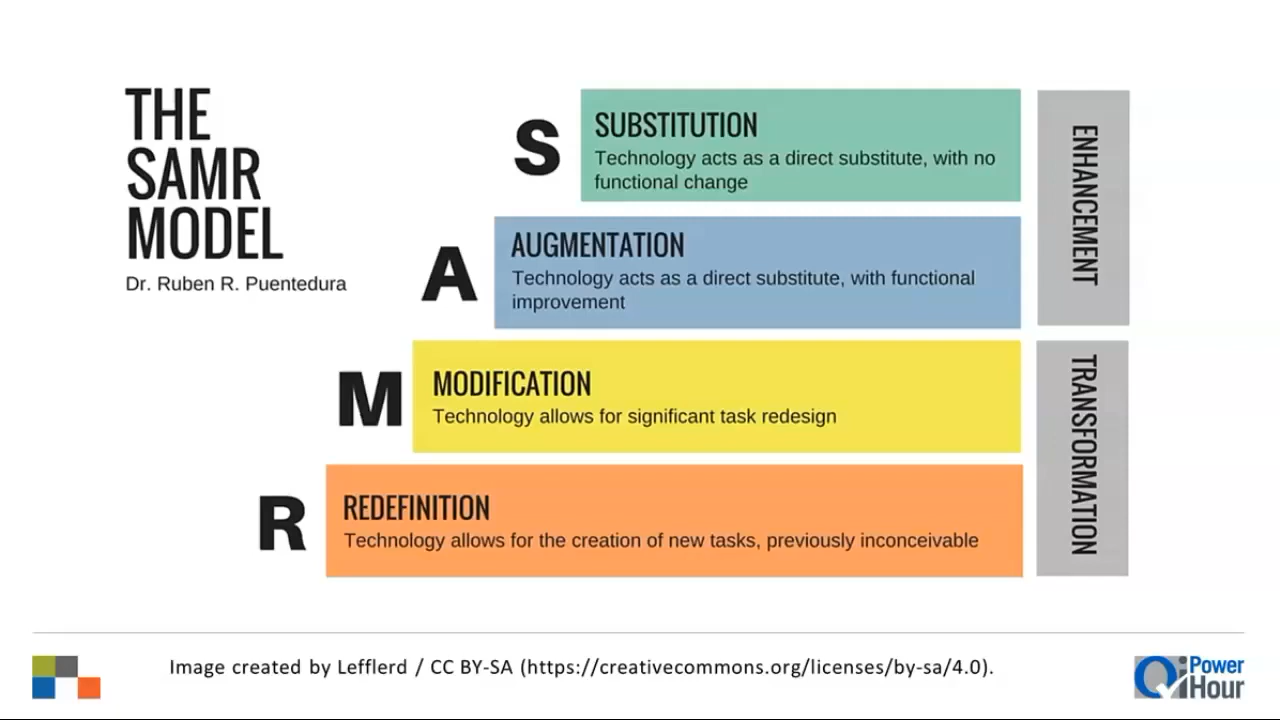 THE
SAMR
MODEL
Dr. Ruben R. Puentedura
S
SUBSTITUTION
Technology acts as a direct substitute, with no
functional change
A
AUGMENTATION
Technology acts as a direct substitute, with functional
improvement
ENHANCEMENT
M
MODIFICATION
Technology allows for significant task redesign
R
REDEFINITION
Technology allows for the creation of new tasks, previously inconceivable
TRANSFORMATION
Image created by Lefflerd / CC BY-SA (https://creativecommons.org/licenses/by-sa/4.0).
Qi Power
Hour